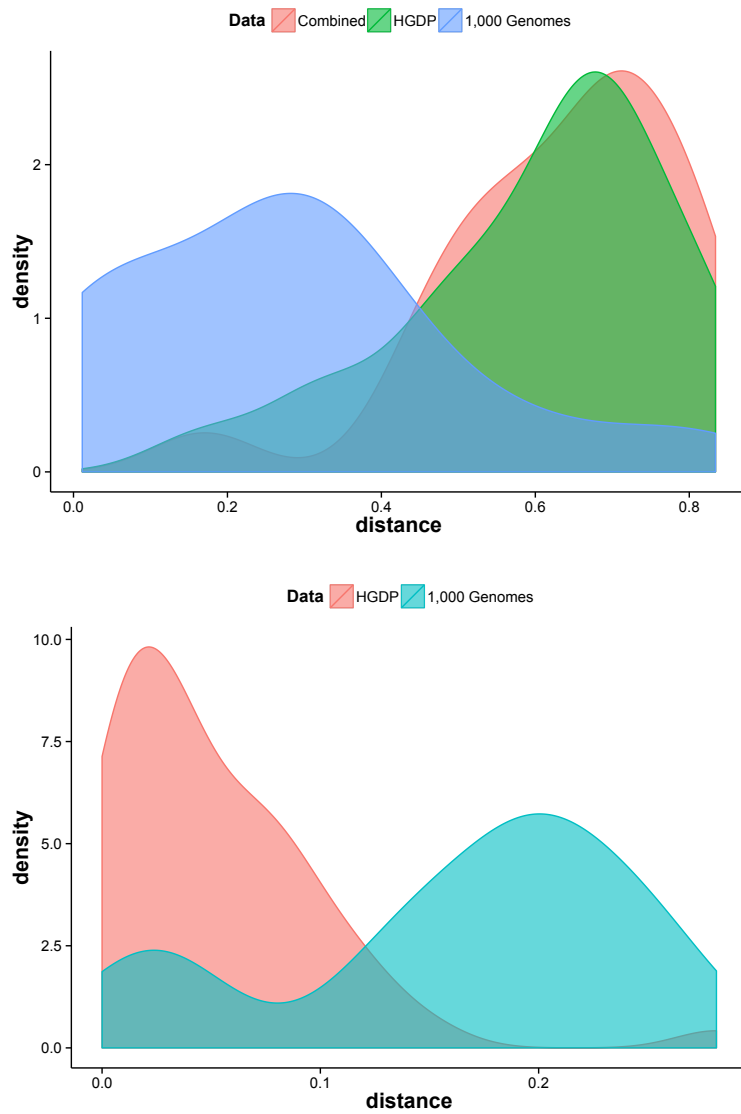 Data Combined HGDP 1,000 Genomes
density
2
1
0
0.0 0.2 0.4 0.6 0.8
distance
Data HGDP 1,000 Genomes
density
10.0
7.5
5.0
2.5
0.0
0.0 0.1 0.2
distance